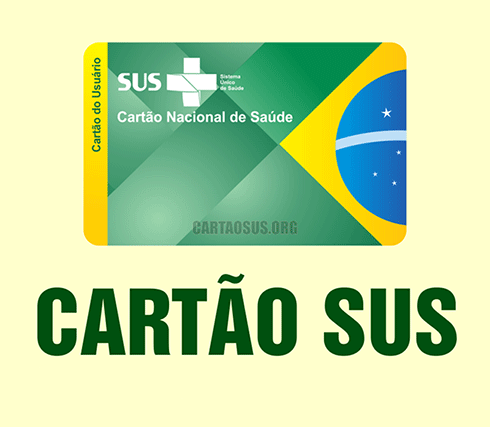 Cartão do Usuário
SUS
Sistema
Único
de Saúde
Cartão Nacional de Saúde
CARTAOSUS.ORG
CARTÃO SUS